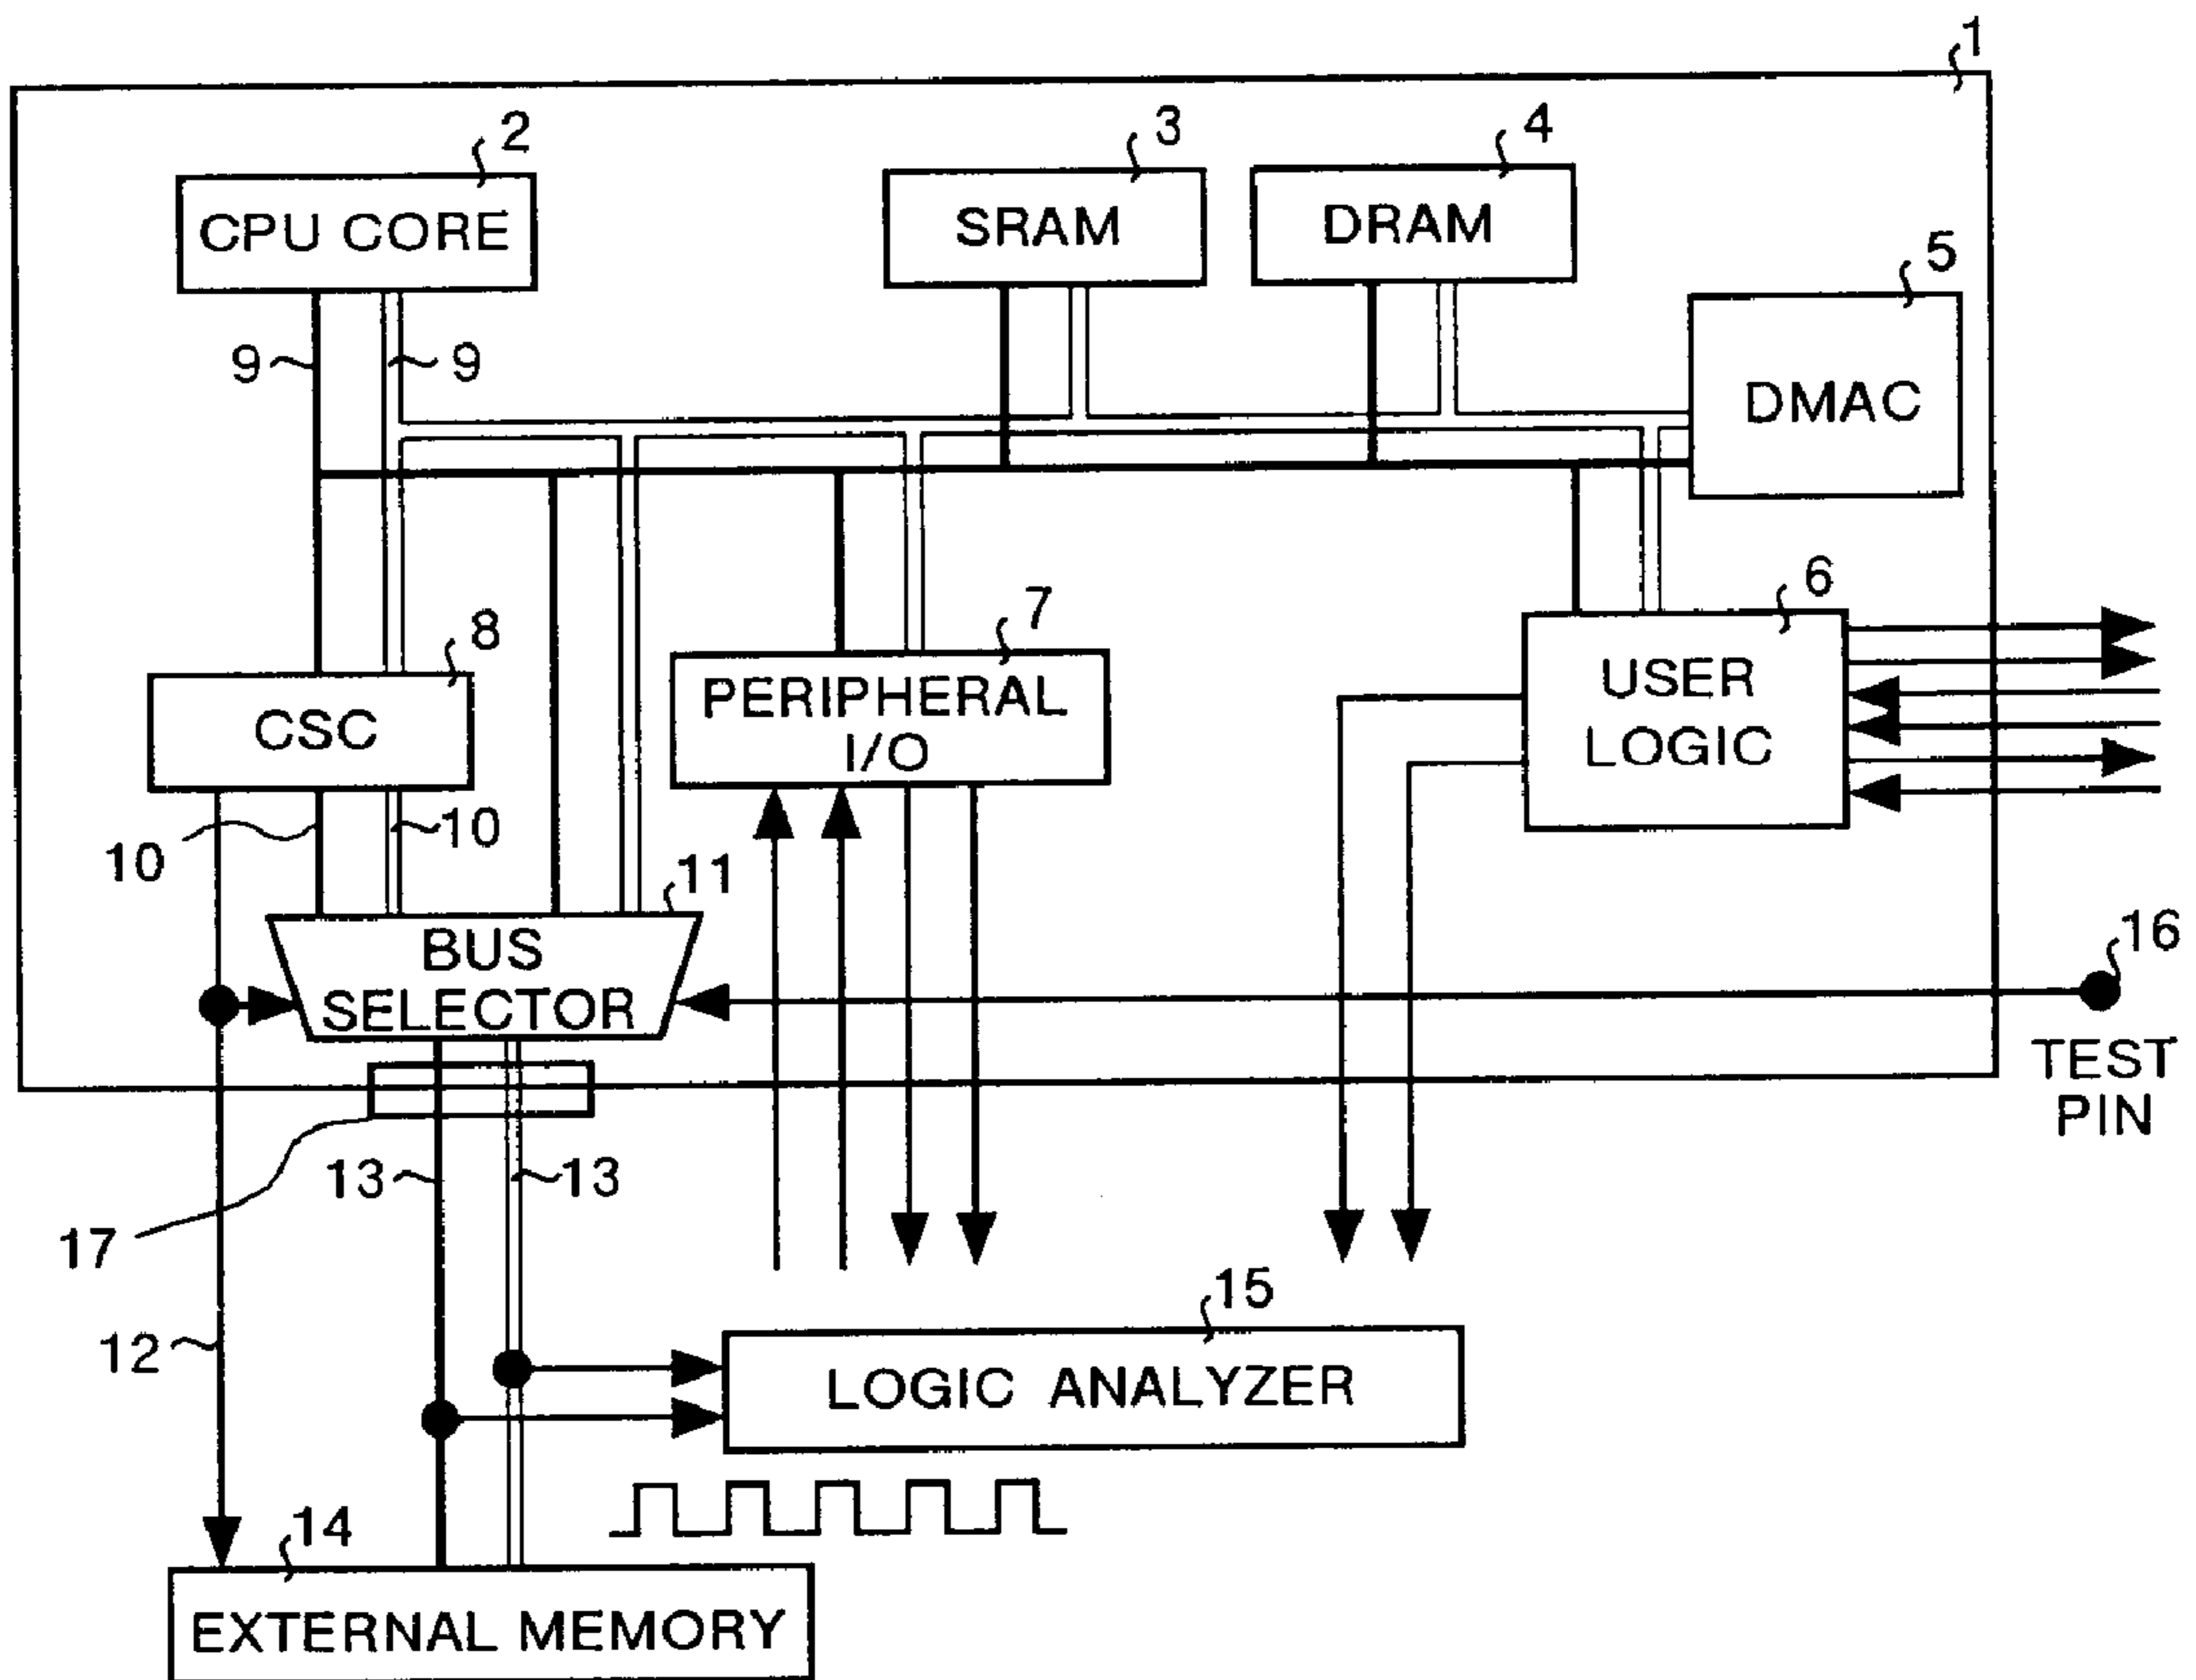 1
2
3
4
CPU CORE
SRAM
DRAM
5
9
9
DMAC
6
8
7
USER
LOGIC
CSC
PERIPHERAL
I/O
10
10
11
BUS
SELECTOR
16
TEST
PIN
13
13
17
15
12
LOGIC ANALYZER
14
EXTERNAL MEMORY